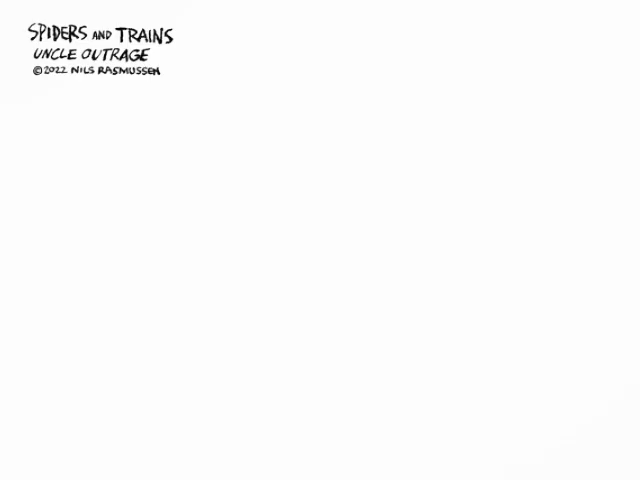 SPIDERS AND TRAINS
UNCLE OUTRAGE
©2022 NILS RASMUSSEN